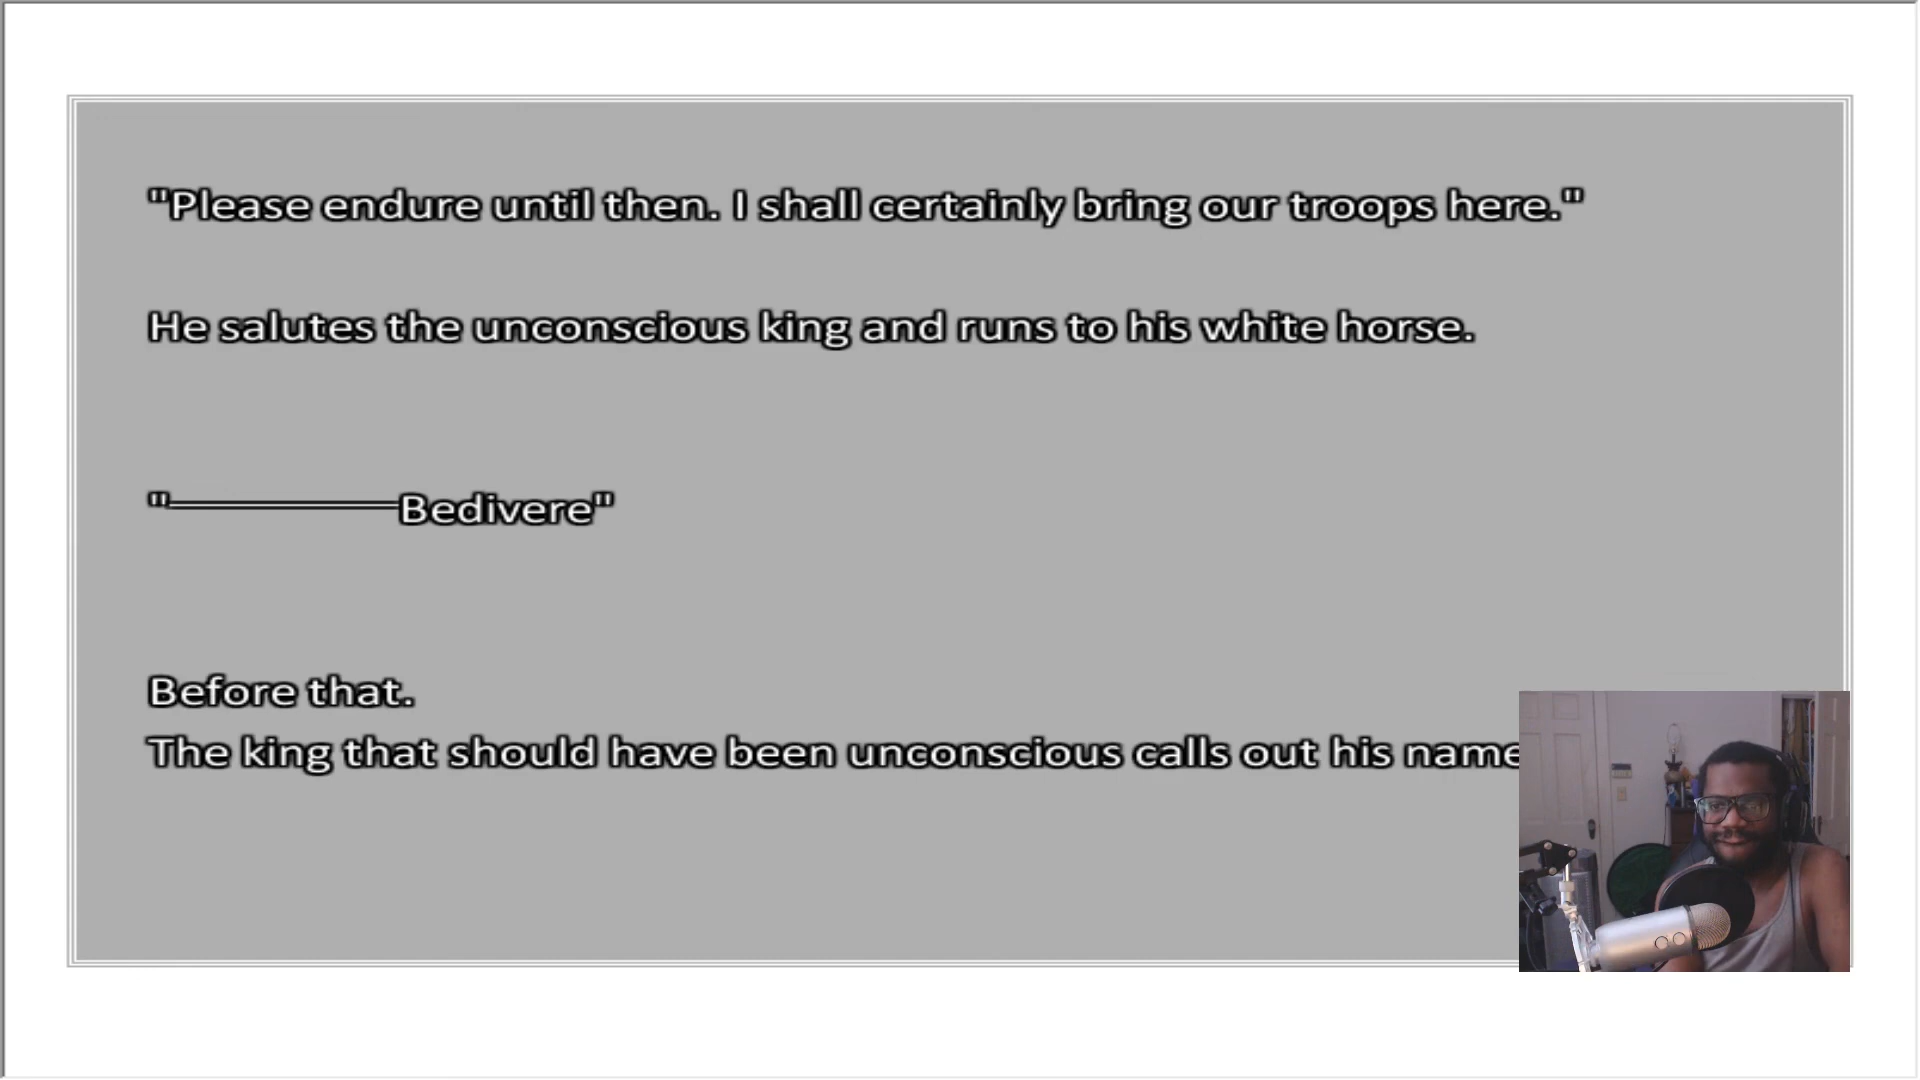 "Please endure until then. I shall certainly bring our troops here."
He salutes the unconscious king and runs to his white horse.
"――――Bedivere"
Before that.
The king that should have been unconscious calls out his name